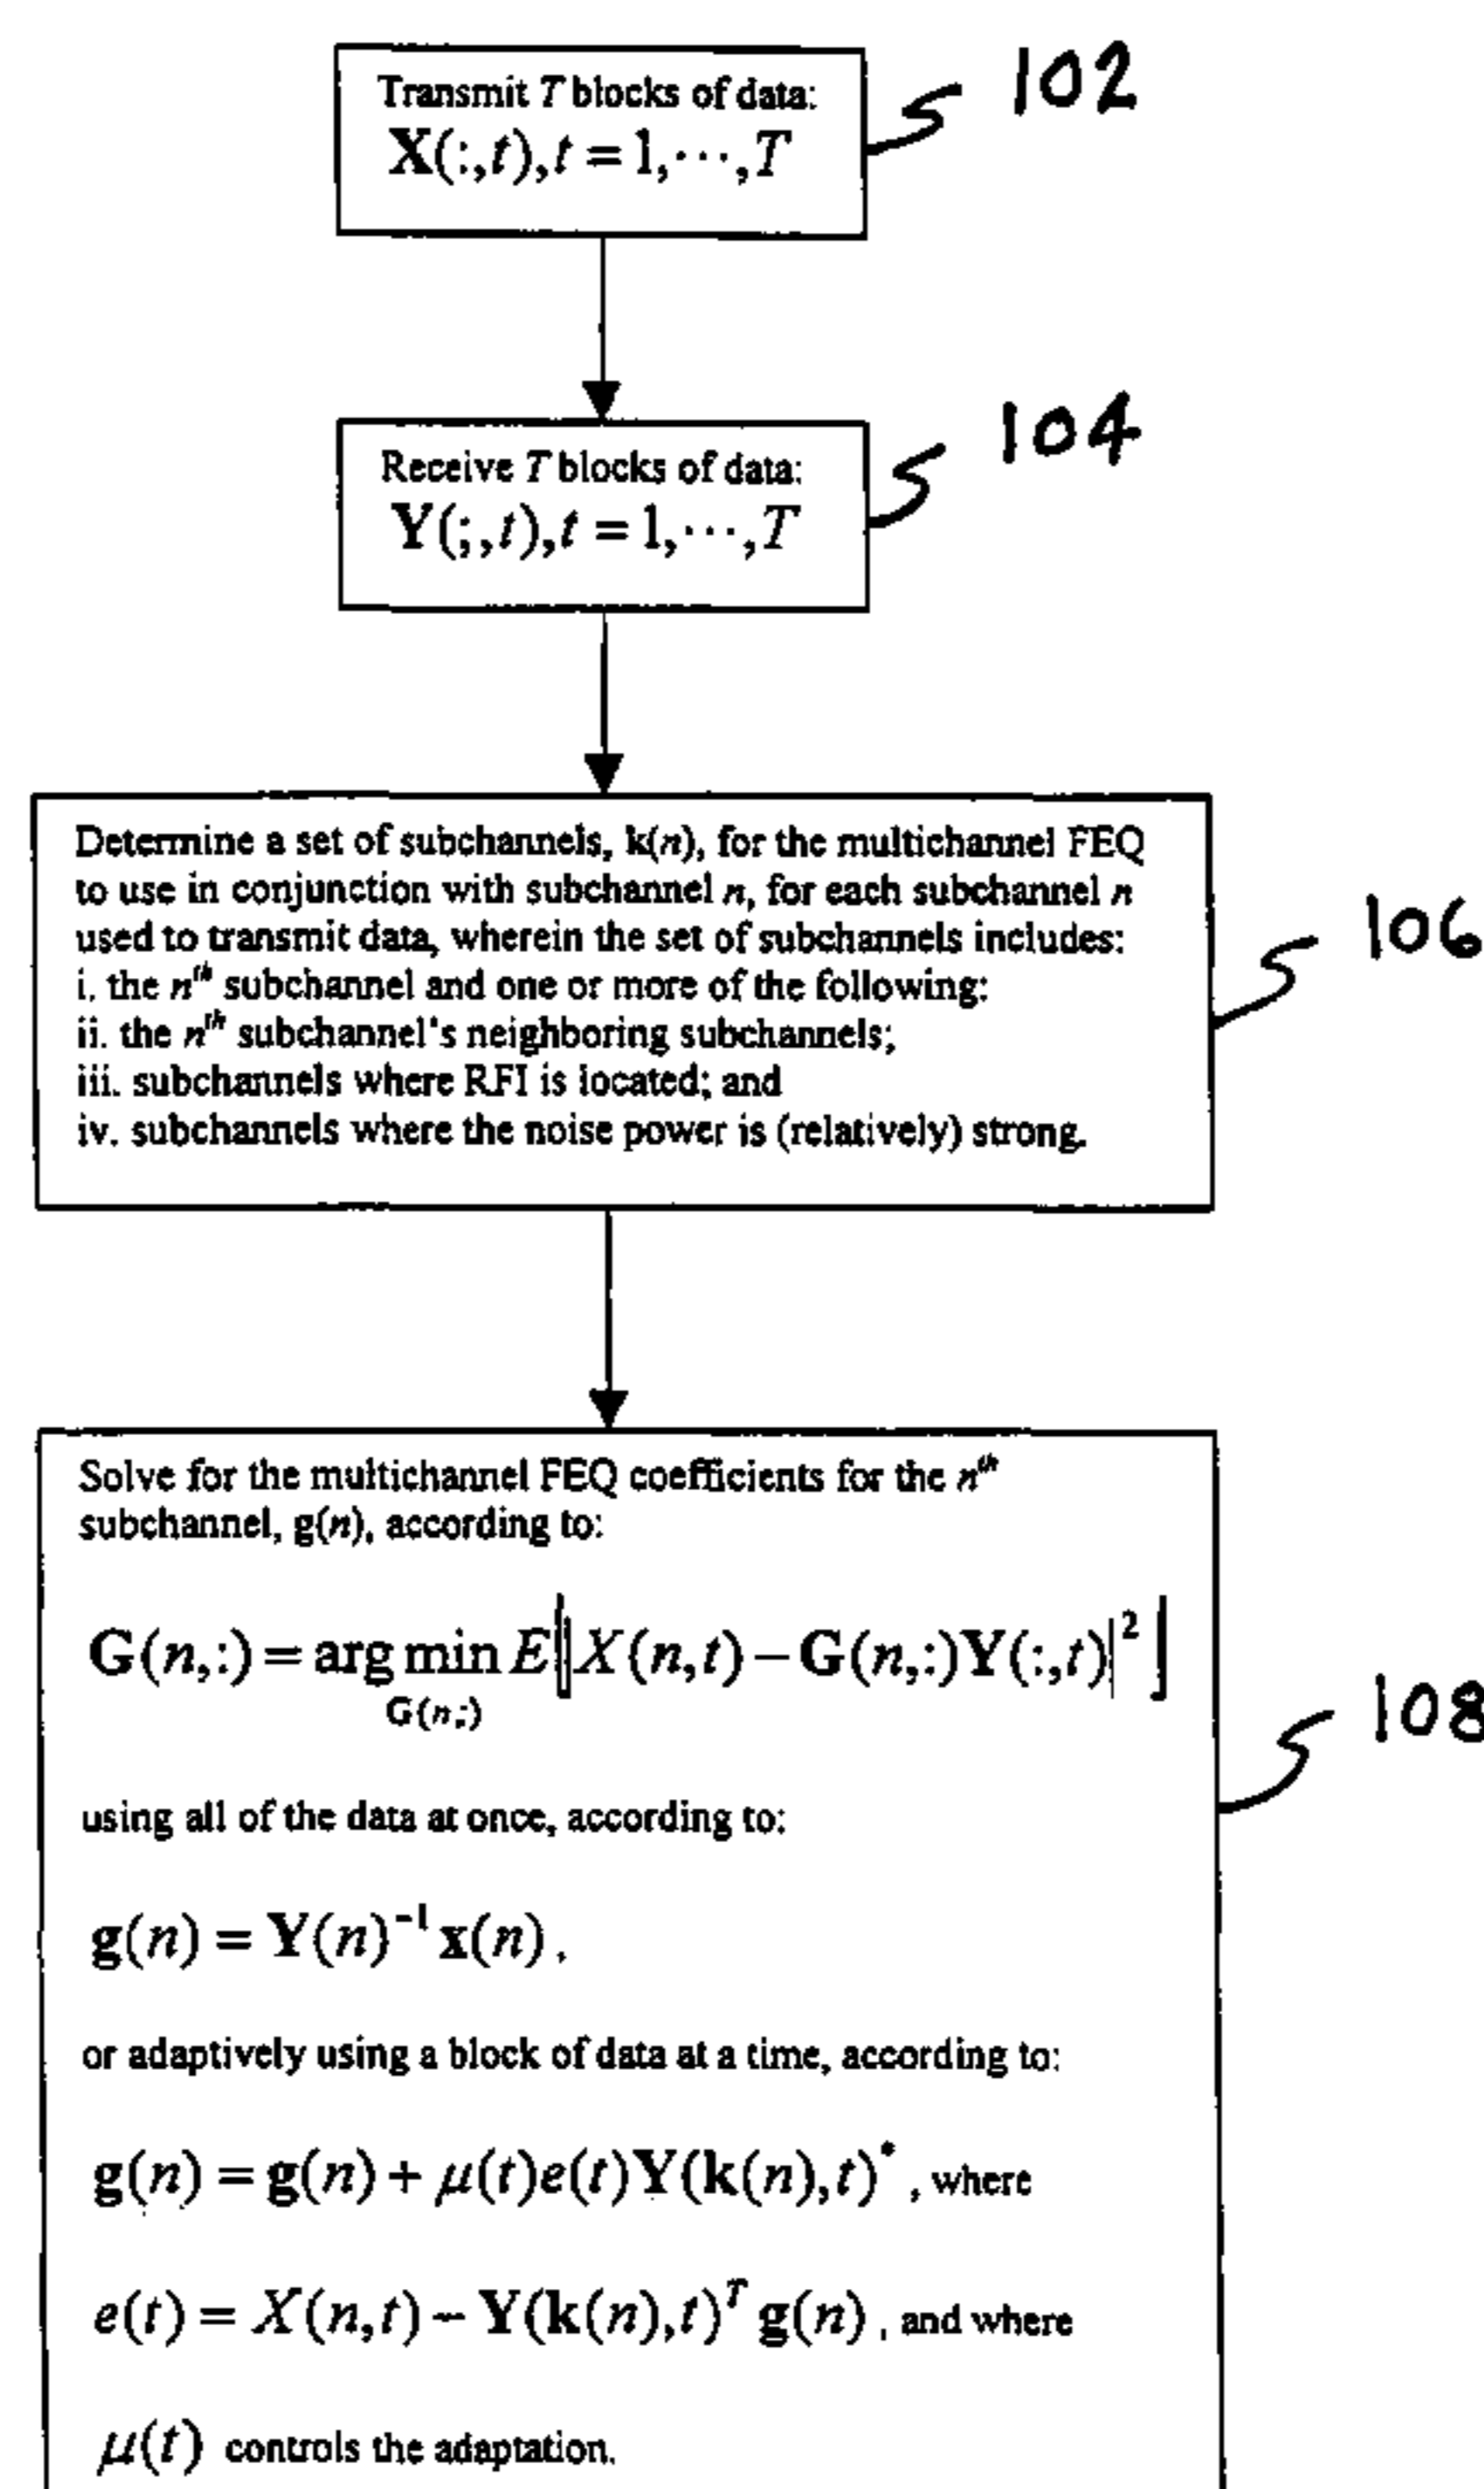 Transmit T blocks of data:
102
X(:,t),t = 1,⋯,T
Receive T blocks of data:
104
Y(;,t),t = 1,⋯,T
Determine a set of subchannels, k(n), for the multichannel FEQ
to use in conjunction with subchannel n, for each subchannel n
used to transmit data, wherein the set of subchannels includes:
106
i. the nᵗʰ subchannel and one or more of the following:
ii. the nᵗʰ subchannel's neighboring subchannels;
iii. subchannels where RFI is located; and
iv. subchannels where the noise power is (relatively) strong.
Solve for the multichannel FEQ coefficients for the nᵗʰ
subchannel, g(n), according to:
G(n,:) = arg min E[|X(n,t) – G(n,:)Y(:,t)|²]
G(n,:)
108
using all of the data at once, according to:
g(n) = Y(n)⁻¹ x(n),
or adaptively using a block of data at a time, according to:
g(n) = g(n) + μ(t)e(t)Y(k(n),t)*, where
e(t) = X(n,t) – Y(k(n),t)ᵀ g(n), and where
μ(t) controls the adaptation.